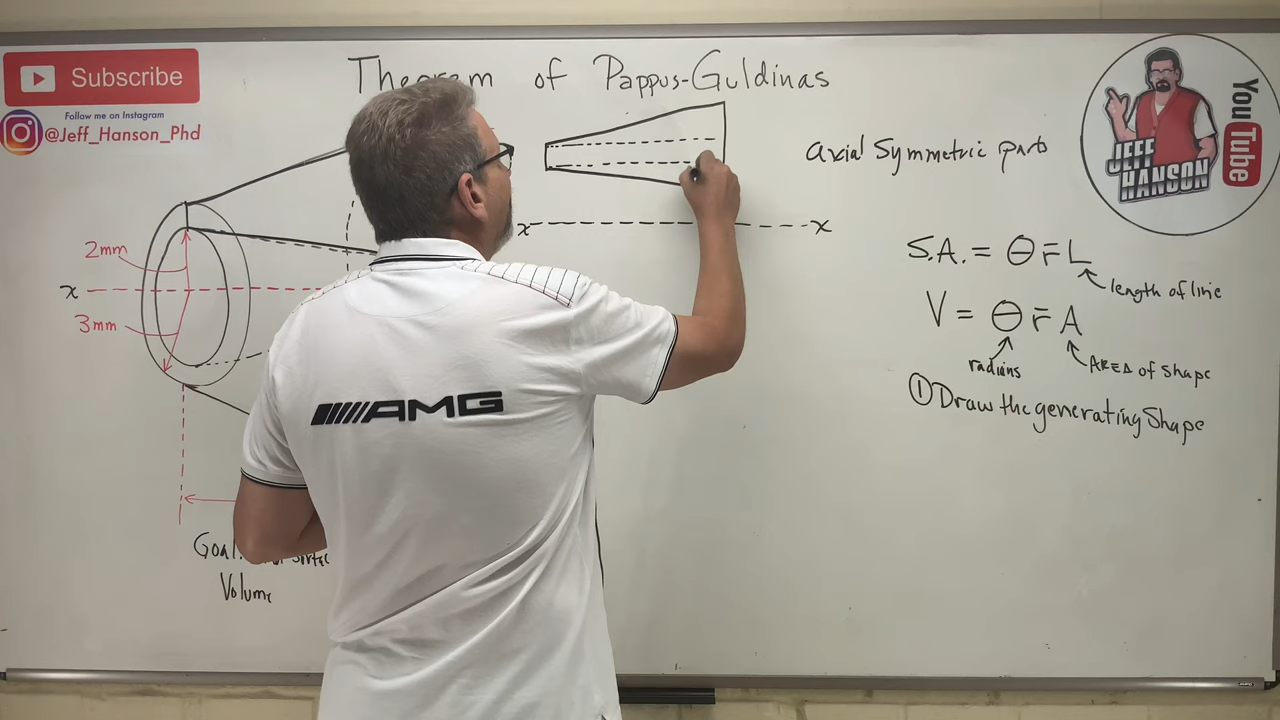 Subscribe
Follow me on Instagram
@Jeff_Hanson_Phd
Theorem of Pappus-Guldinas
axial Symmetric parts
JEFF
HANSON
YouTube
2mm
x
3mm
x
x
S.A. = θ r̄ L
length of line
V = θ r̄ A
radians
AREA of Shape
① Draw the generating Shape
AMG
Goal:
Volume